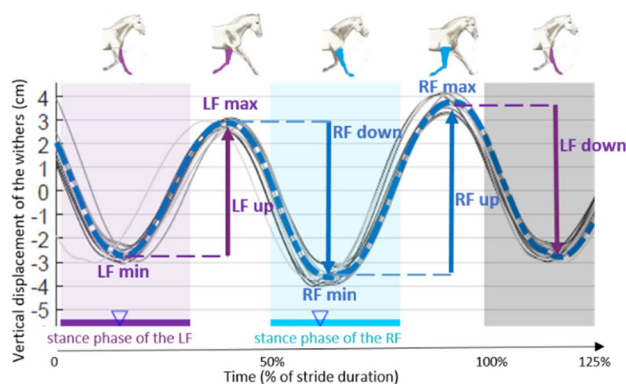 RF max
LF max
RF down
LF down
LF up
RF up
LF min
RF min
Vertical displacement of the withers (cm)
4
3
2
1
0
-1
-2
-3
-4
-5
stance phase of the LF
stance phase of the RF
0
50%
100%
125%
Time (% of stride duration)